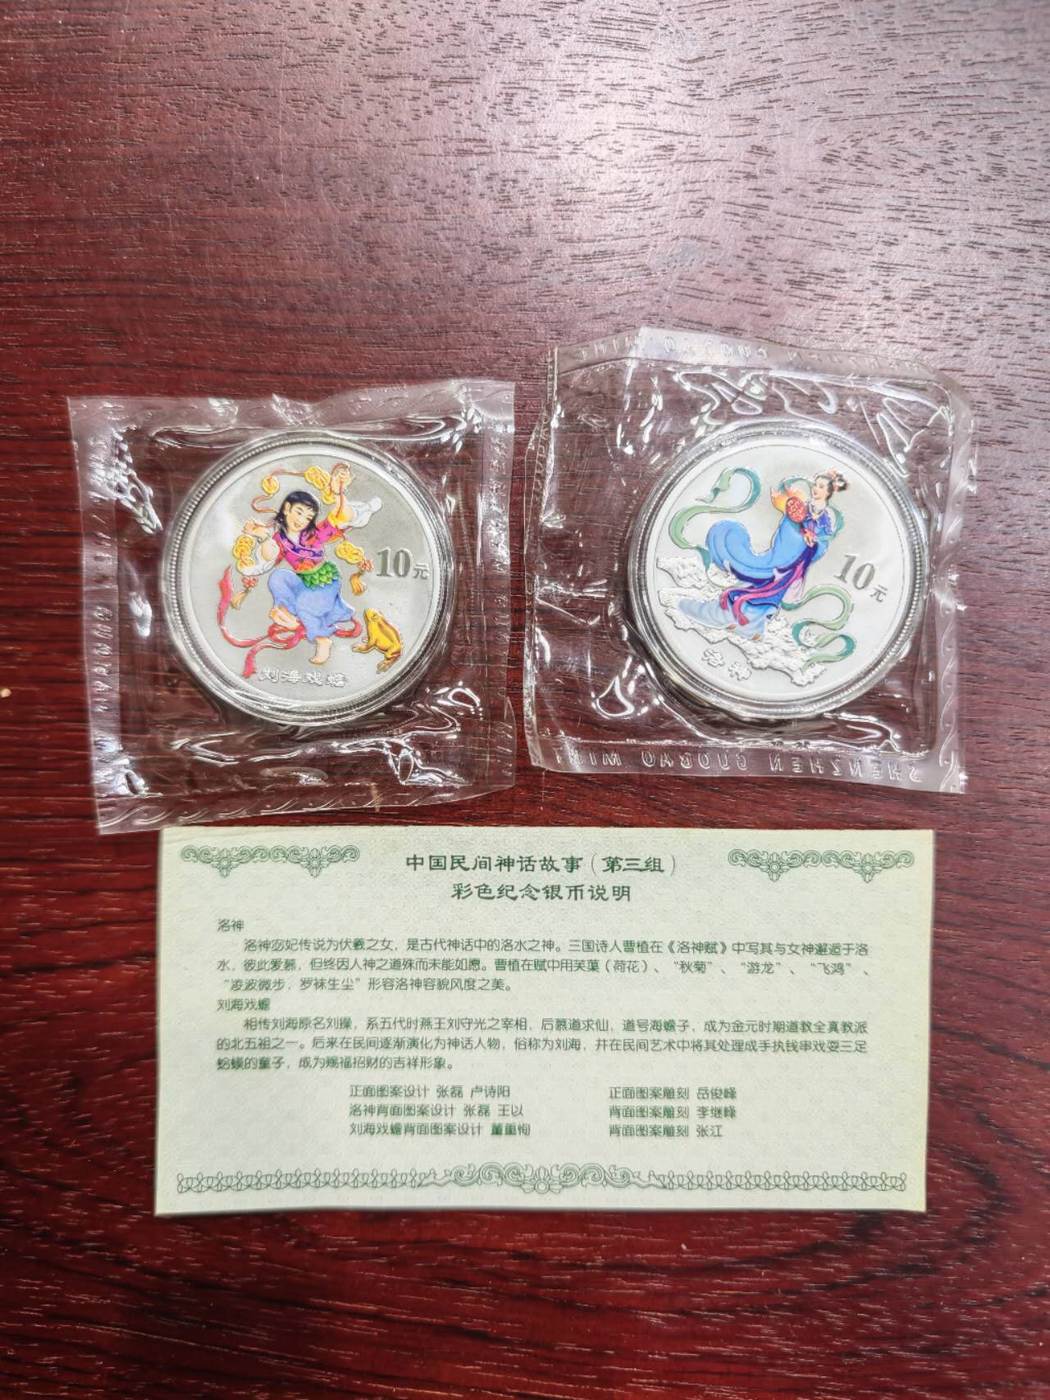 10元
刘海戏蟾
10元
洛神
中国民间神话故事（第三组）
彩色纪念银币说明
洛神
洛神宓妃传说为伏羲之女，是古代神话中的洛水之神。三国诗人曹植在《洛神赋》中写其与女神邂逅于洛
水，彼此爱慕，但终因人神之道殊而未能如愿。曹植在赋中用芙蕖（荷花）、“秋菊”、“游龙”、“飞鸿”、
“凌波微步，罗袜生尘”形容洛神容貌风度之美。
刘海戏蟾
相传刘海原名刘操，系五代时燕王刘守光之宰相，后慕道求仙，道号海蟾子，成为金元时期道教全真教派
的北五祖之一。后来在民间逐渐演化为神话人物，俗称为刘海，并在民间艺术中将其处理成手执钱串戏耍三足
蛤蟆的童子，成为赐福招财的吉祥形象。
正面图案设计 张磊 卢诗阳 正面图案雕刻 岳俊峰
洛神背面图案设计 张磊 王以 背面图案雕刻 李继峰
刘海戏蟾背面图案设计 董重恂 背面图案雕刻 张江